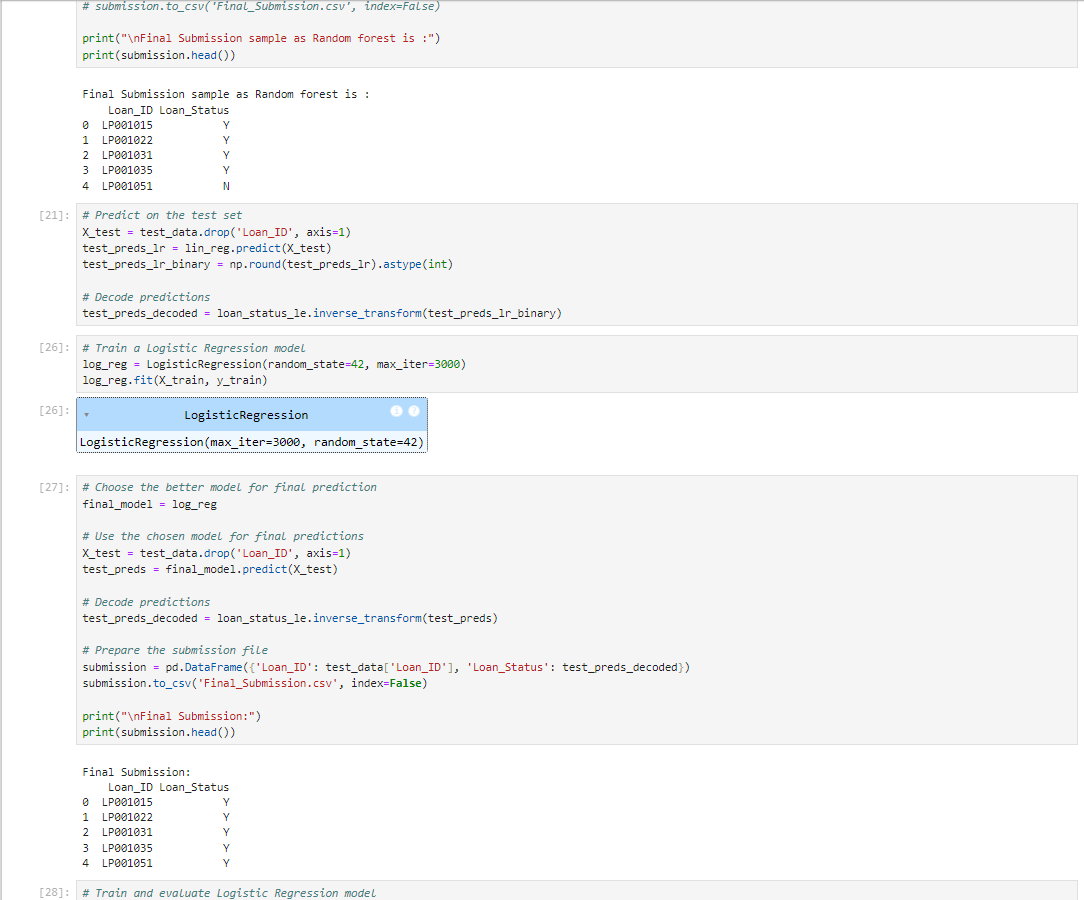 # submission.to_csv('Final_Submission.csv', index=False)
print("\nFinal Submission sample as Random forest is :")
print(submission.head())
Final Submission sample as Random forest is :
Loan_ID Loan_Status
0 LP001015 Y
1 LP001022 Y
2 LP001031 Y
3 LP001035 Y
4 LP001051 N
[21]:
# Predict on the test set
X_test = test_data.drop('Loan_ID', axis=1)
test_preds_lr = lin_reg.predict(X_test)
test_preds_lr_binary = np.round(test_preds_lr).astype(int)
# Decode predictions
test_preds_decoded = loan_status_le.inverse_transform(test_preds_lr_binary)
[26]:
# Train a Logistic Regression model
log_reg = LogisticRegression(random_state=42, max_iter=3000)
log_reg.fit(X_train, y_train)
[26]:
LogisticRegression i ?
LogisticRegression(max_iter=3000, random_state=42)
[27]:
# Choose the better model for final prediction
final_model = log_reg
# Use the chosen model for final predictions
X_test = test_data.drop('Loan_ID', axis=1)
test_preds = final_model.predict(X_test)
# Decode predictions
test_preds_decoded = loan_status_le.inverse_transform(test_preds)
# Prepare the submission file
submission = pd.DataFrame({'Loan_ID': test_data['Loan_ID'], 'Loan_Status': test_preds_decoded})
submission.to_csv('Final_Submission.csv', index=False)
print("\nFinal Submission:")
print(submission.head())
Final Submission:
Loan_ID Loan_Status
0 LP001015 Y
1 LP001022 Y
2 LP001031 Y
3 LP001035 Y
4 LP001051 Y
[28]:
# Train and evaluate Logistic Regression model